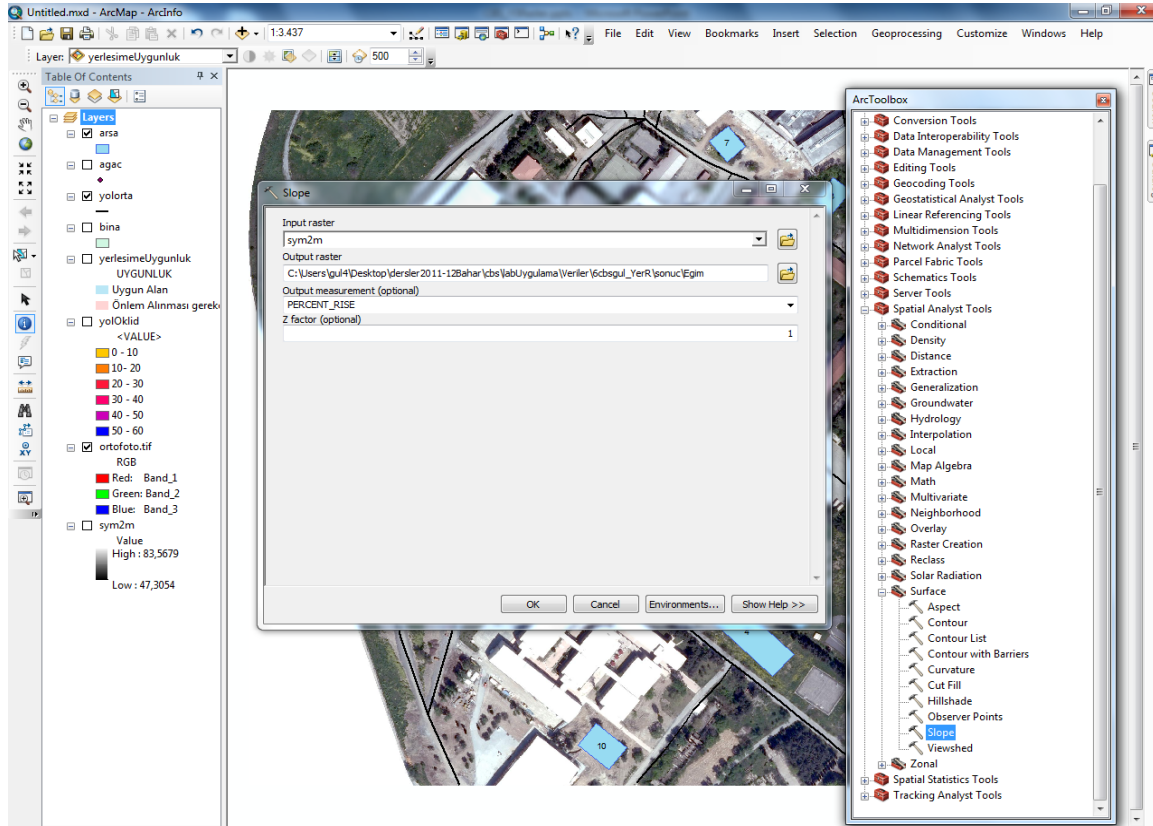 Untitled.mxd - ArcMap - ArcInfo
1:3.437
File Edit View Bookmarks Insert Selection Geoprocessing Customize Windows Help
Layer: yerlesimeUygunluk
500
Table Of Contents
Layers
arsa
agac
yolorta
bina
yerlesimeUygunluk
UYGUNLUK
Uygun Alan
Önlem Alınması gerek
yolOklid
<VALUE>
0 - 10
10 - 20
20 - 30
30 - 40
40 - 50
50 - 60
ortofoto.tif
RGB
Red: Band_1
Green: Band_2
Blue: Band_3
sym2m
Value
High : 83,5679
Low : 47,3054
7
10
Slope
Input raster
sym2m
Output raster
C:\Users\gul4\Desktop\dersler2011-12Bahar\cbs\labUygulama\Veriler\6cbsgul_YerR\sonuc\Egim
Output measurement (optional)
PERCENT_RISE
Z factor (optional)
1
OK
Cancel
Environments...
Show Help >>
ArcToolbox
Conversion Tools
Data Interoperability Tools
Data Management Tools
Editing Tools
Geocoding Tools
Geostatistical Analyst Tools
Linear Referencing Tools
Multidimension Tools
Network Analyst Tools
Parcel Fabric Tools
Schematics Tools
Server Tools
Spatial Analyst Tools
Conditional
Density
Distance
Extraction
Generalization
Groundwater
Hydrology
Interpolation
Local
Map Algebra
Math
Multivariate
Neighborhood
Overlay
Raster Creation
Reclass
Solar Radiation
Surface
Aspect
Contour
Contour List
Contour with Barriers
Curvature
Cut Fill
Hillshade
Observer Points
Slope
Viewshed
Zonal
Spatial Statistics Tools
Tracking Analyst Tools